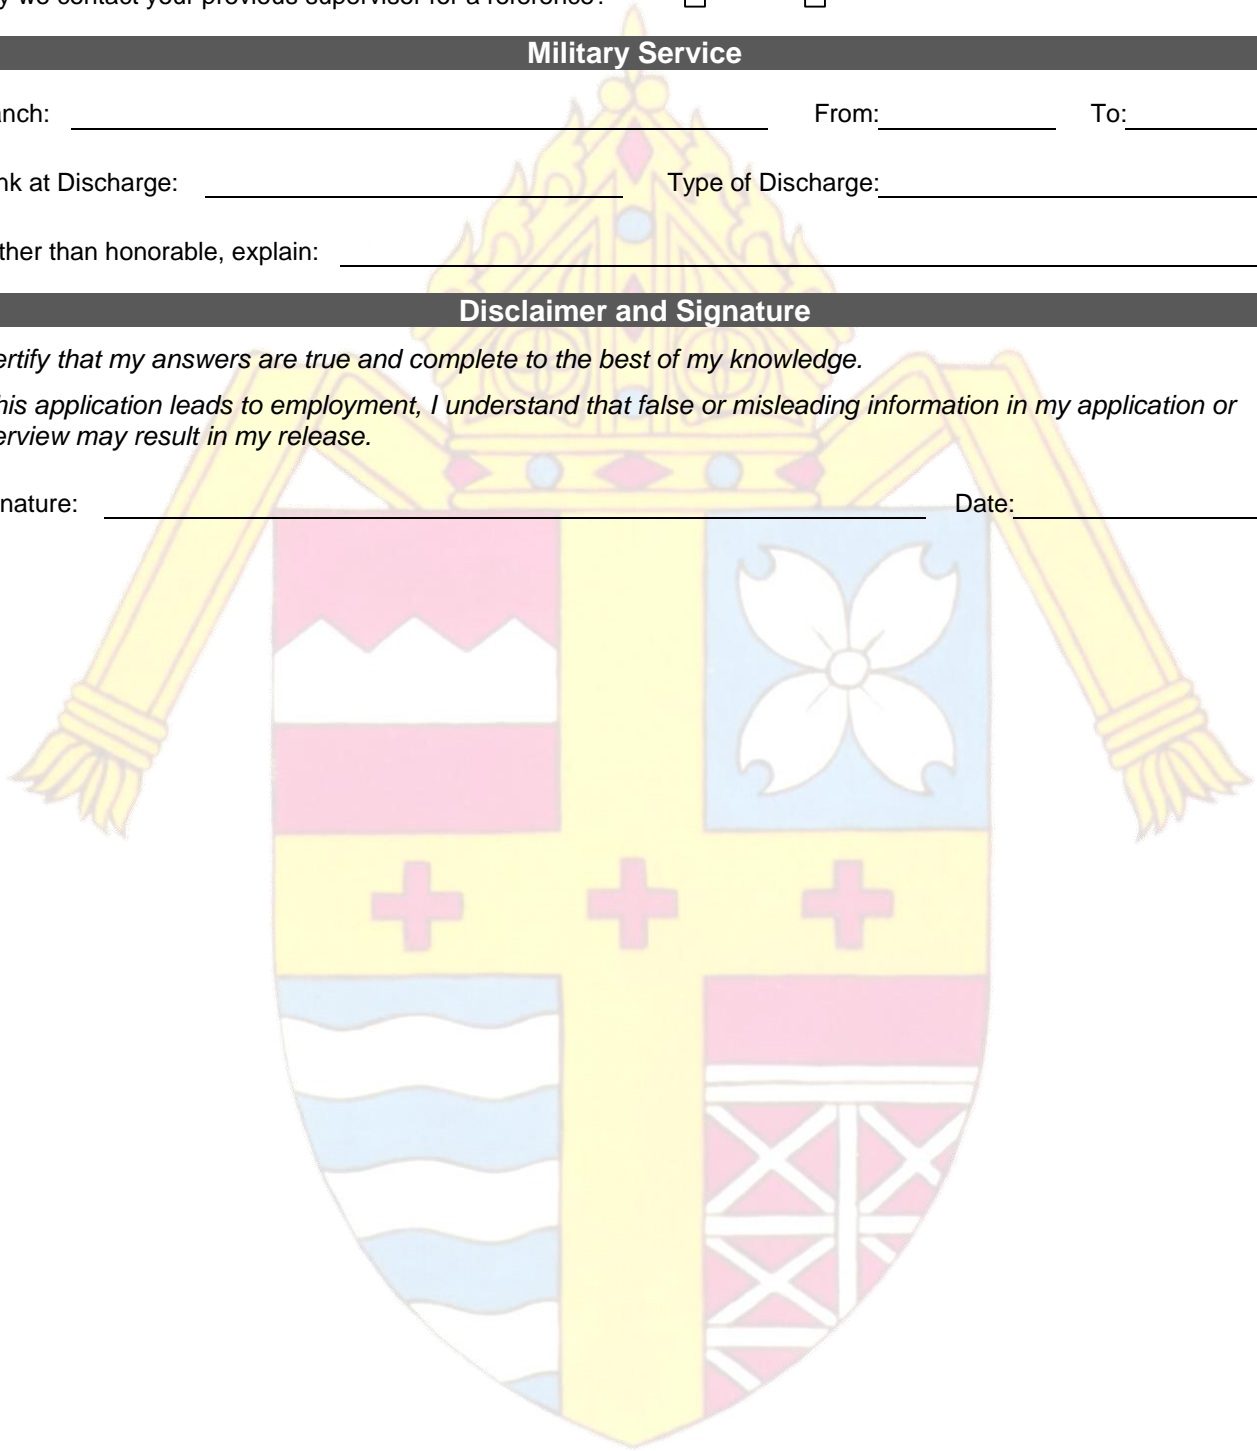 y we contact your previous supervisor for a reference?
Military Service
anch: From: To:
nk at Discharge: Type of Discharge:
ther than honorable, explain:
Disclaimer and Signature
ertify that my answers are true and complete to the best of my knowledge.
his application leads to employment, I understand that false or misleading information in my application or
erview may result in my release.
nature: Date: